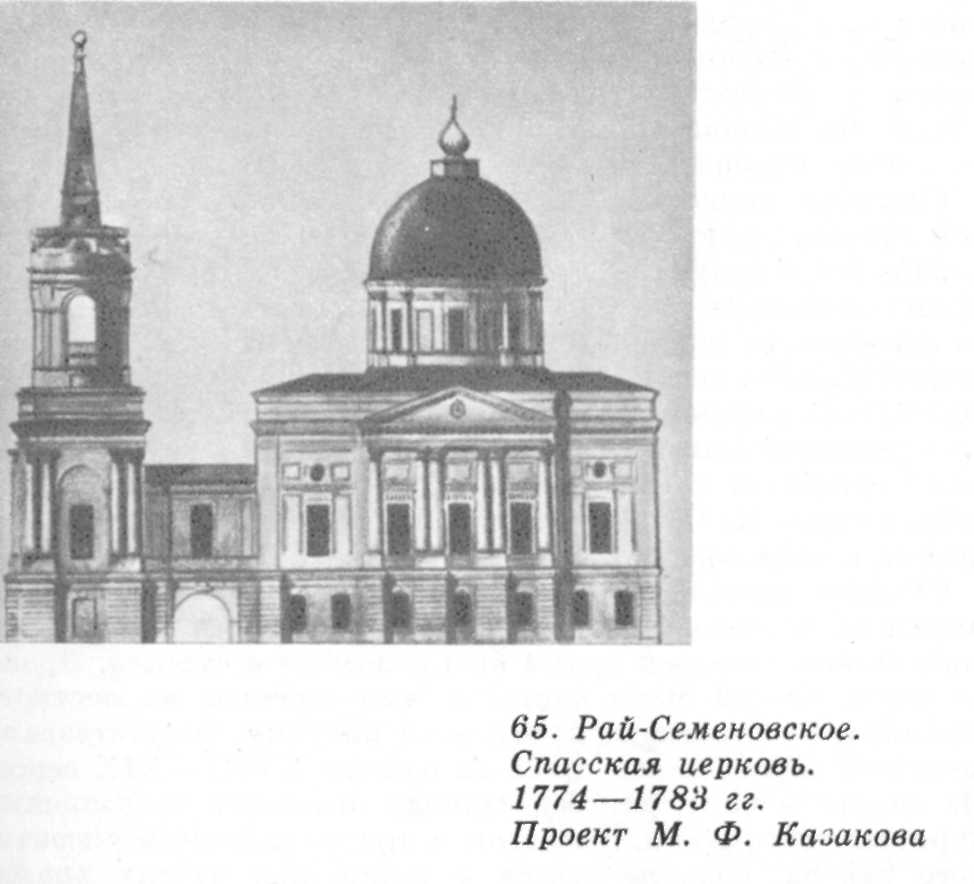 65. Рай-Семеновское.
Спасская церковь.
1774—1783 гг.
Проект М. Ф. Казакова